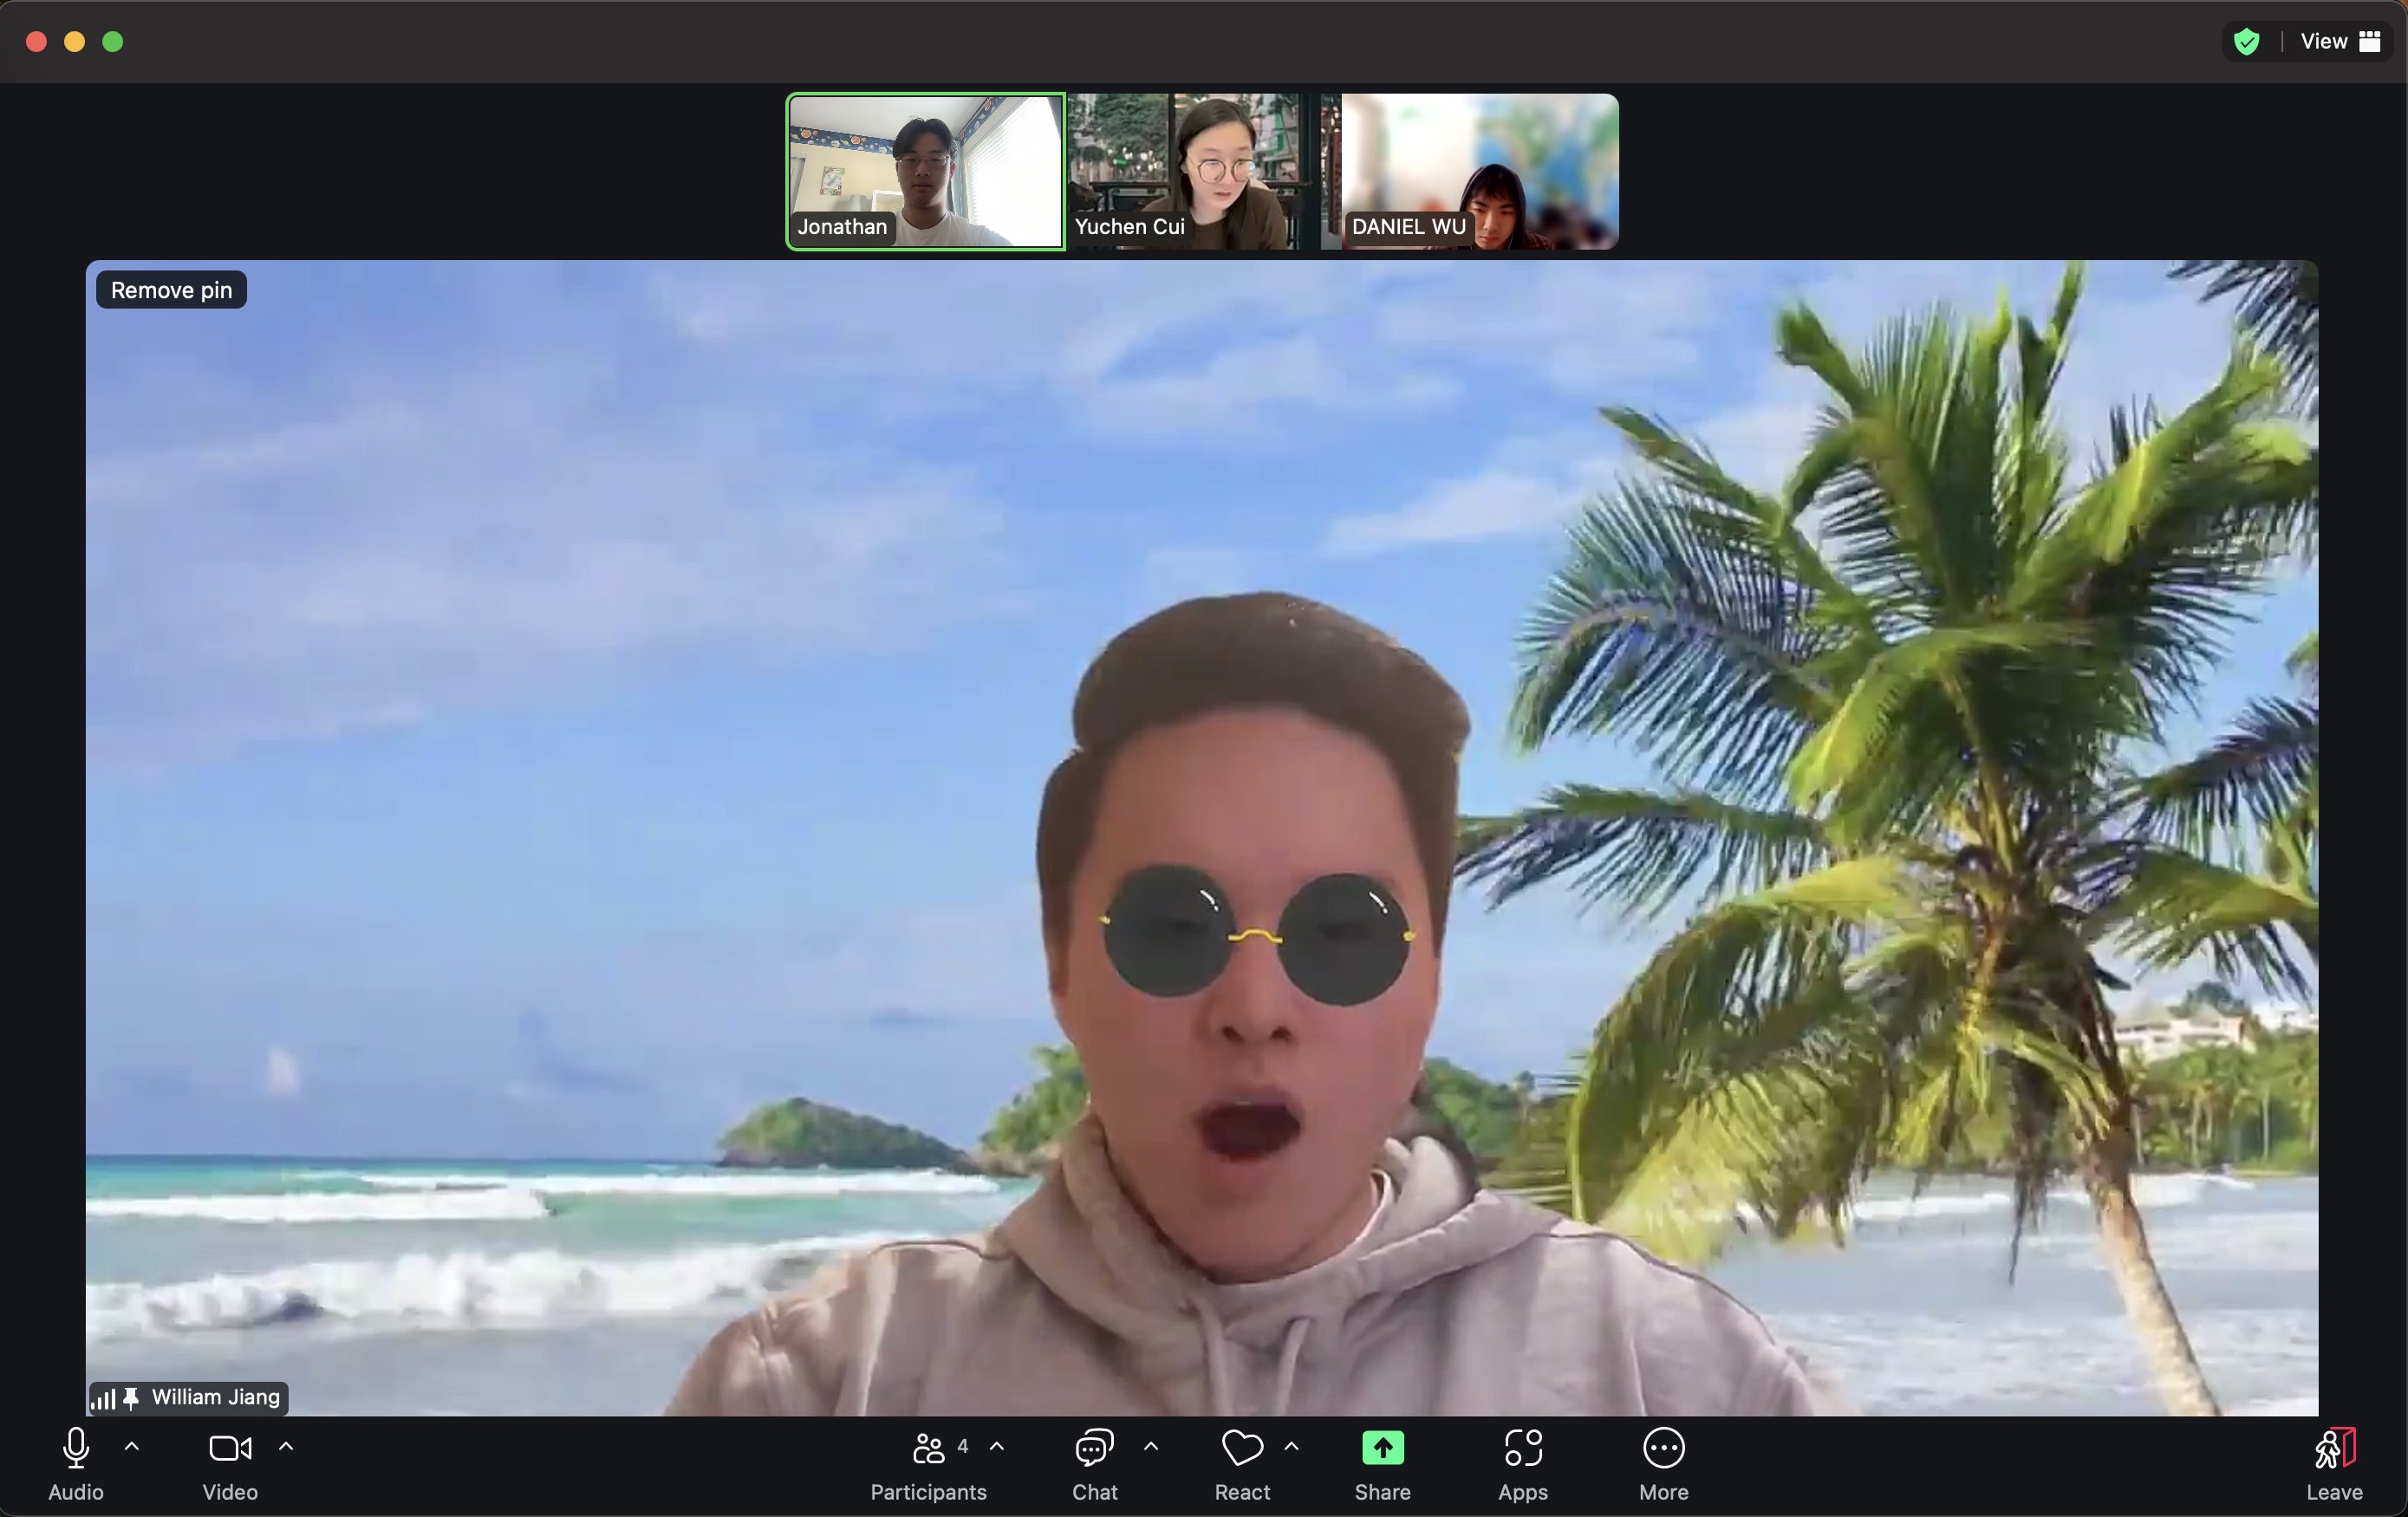 View
Jonathan
Yuchen Cui
DANIEL WU
Remove pin
William Jiang
Audio
Video
4
Participants
Chat
React
Share
Apps
More
Leave